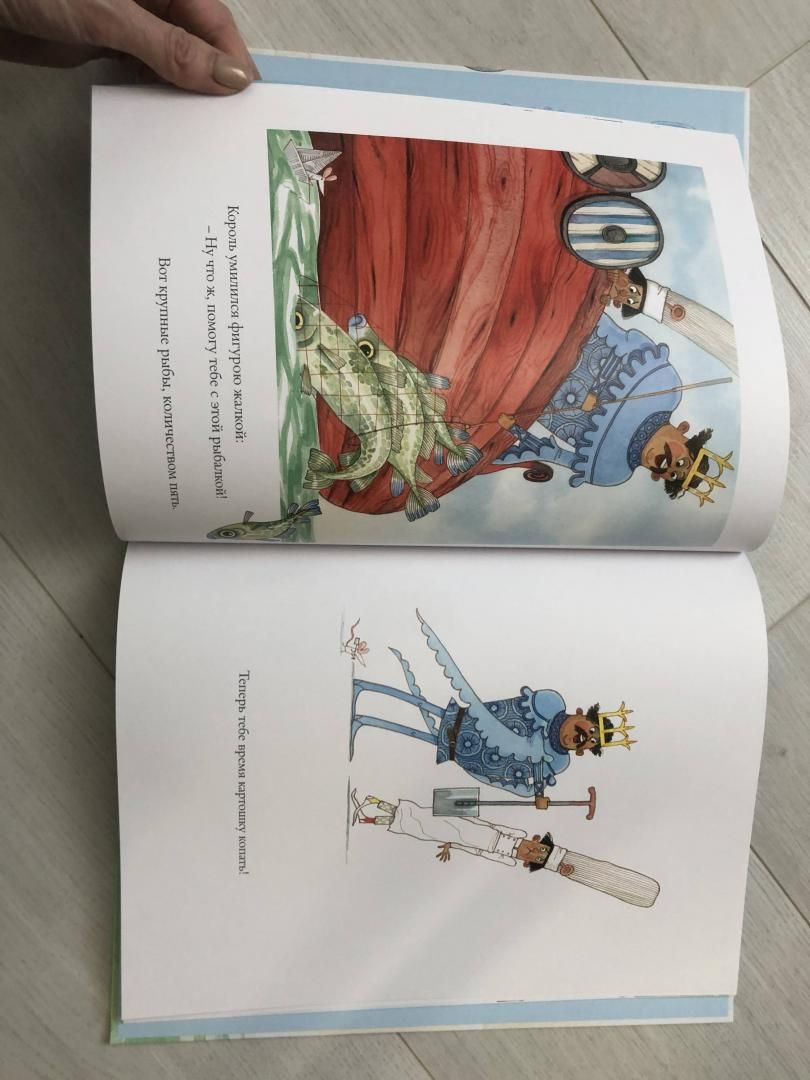 Король умилился фигурою жалкой:
– Ну что ж, помогу тебе с этой рыбалкой!
Вот крупные рыбы, количеством пять.
Теперь тебе время картошку копать!